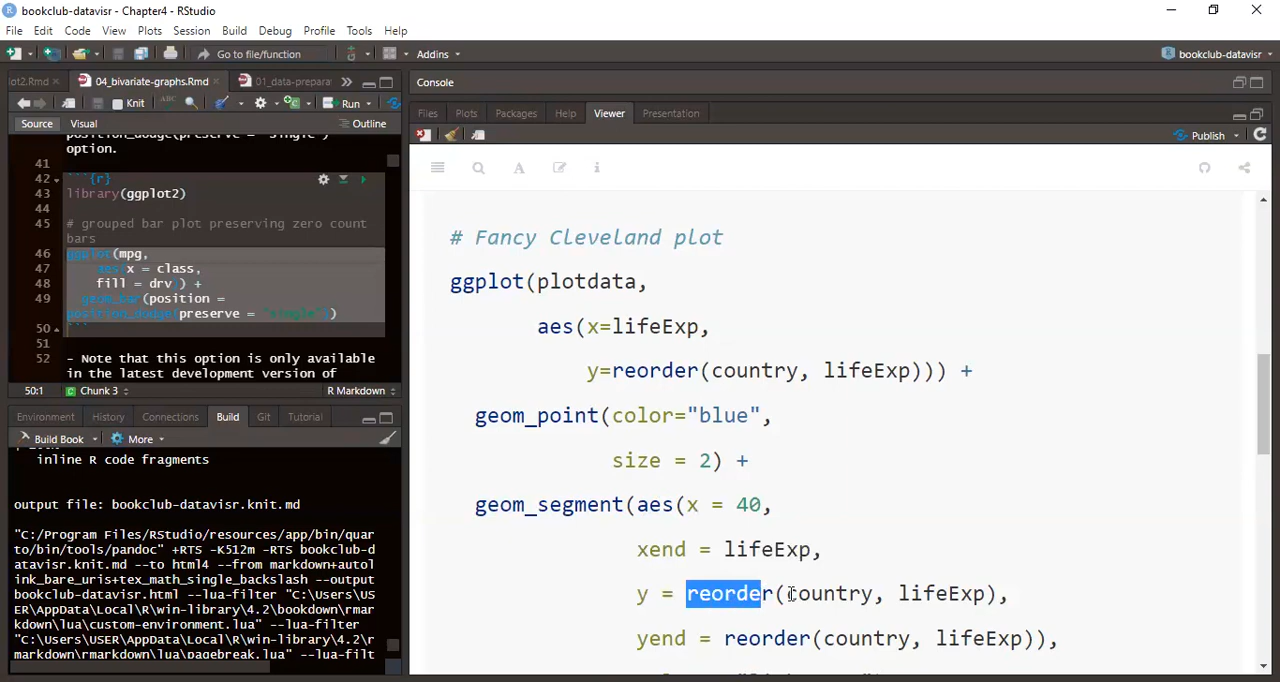 bookclub-datavisr - Chapter4 - RStudio
File Edit Code View Plots Session Build Debug Profile Tools Help
Go to file/function Addins bookclub-datavisr
lot2.Rmd 04_bivariate-graphs.Rmd 01_data-prepara
Knit ABC Run
Source Visual Outline
position_dodge(preserve = "single")
option.
41
42 ```{r}
43 library(ggplot2)
44
45 # grouped bar plot preserving zero count
bars
46 ggplot(mpg,
47 aes(x = class,
48 fill = drv)) +
49 geom_bar(position =
position_dodge(preserve = "single"))
50 ```
51
52 - Note that this option is only available
in the latest development version of
50:1 Chunk 3 R Markdown
Environment History Connections Build Git Tutorial
Build Book More
inline R code fragments
output file: bookclub-datavisr.knit.md
"C:/Program Files/RStudio/resources/app/bin/quar
to/bin/tools/pandoc" +RTS -K512m -RTS bookclub-d
atavisr.knit.md --to html4 --from markdown+autol
ink_bare_uris+tex_math_single_backslash --output
bookclub-datavisr.html --lua-filter "C:\Users\US
ER\AppData\Local\R\win-library\4.2\bookdown\rmar
kdown\lua\custom-environment.lua" --lua-filter
"C:\Users\USER\AppData\Local\R\win-library\4.2\r
markdown\rmarkdown\lua\pagebreak.lua" --lua-filt
Console
Files Plots Packages Help Viewer Presentation
Publish
A i
# Fancy Cleveland plot
ggplot(plotdata,
aes(x=lifeExp,
y=reorder(country, lifeExp))) +
geom_point(color="blue",
size = 2) +
geom_segment(aes(x = 40,
xend = lifeExp,
y = reorder(country, lifeExp),
yend = reorder(country, lifeExp)),